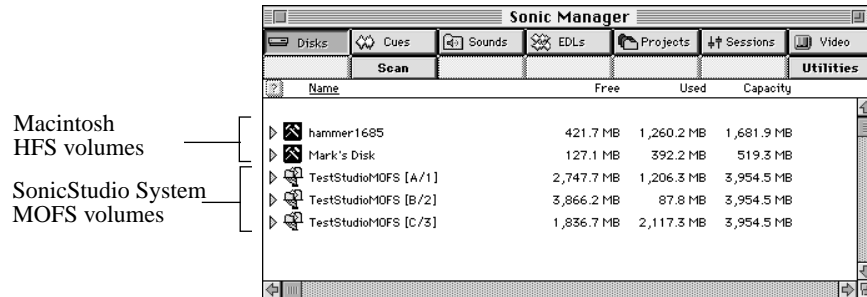 Sonic Manager
Disks Cues Sounds EDLs Projects Sessions Video
Scan Utilities
? Name Free Used Capacity
Macintosh
HFS volumes
hammer1685 421.7 MB 1,260.2 MB 1,681.9 MB
Mark's Disk 127.1 MB 392.2 MB 519.3 MB
SonicStudio System
MOFS volumes
TestStudioMOFS [A/1] 2,747.7 MB 1,206.3 MB 3,954.5 MB
TestStudioMOFS [B/2] 3,866.2 MB 87.8 MB 3,954.5 MB
TestStudioMOFS [C/3] 1,836.7 MB 2,117.3 MB 3,954.5 MB